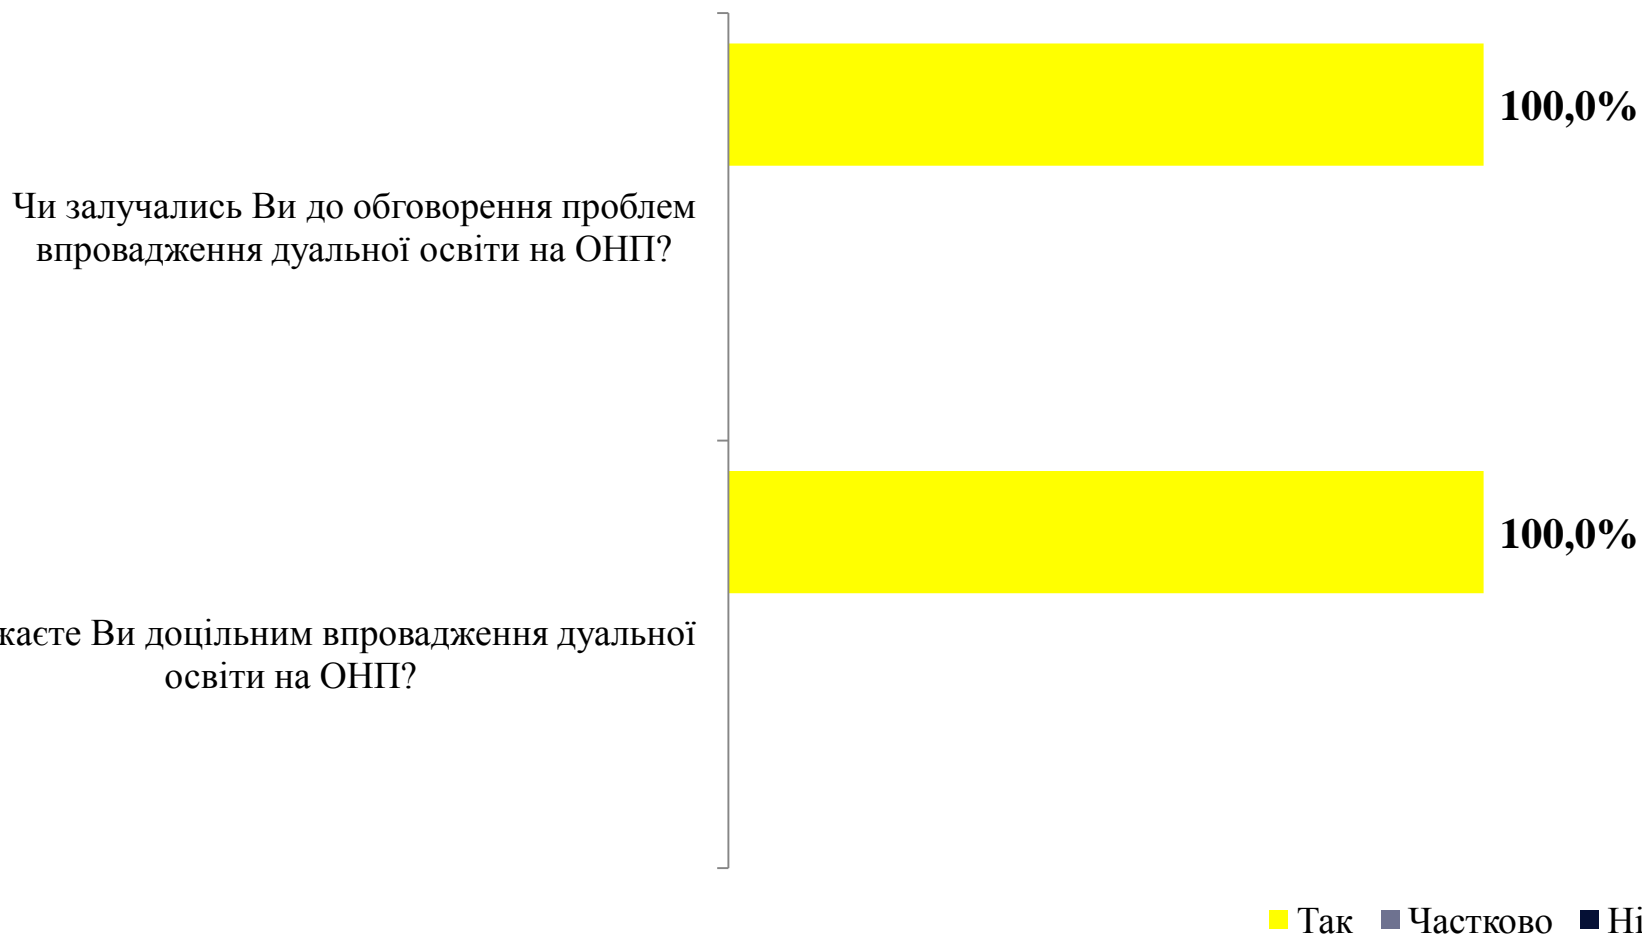 100,0%
Чи залучались Ви до обговорення проблем
впровадження дуальної освіти на ОНП?
100,0%
Ви доцільним впровадження дуальної
освіти на ОНП?
Так Частково Ні